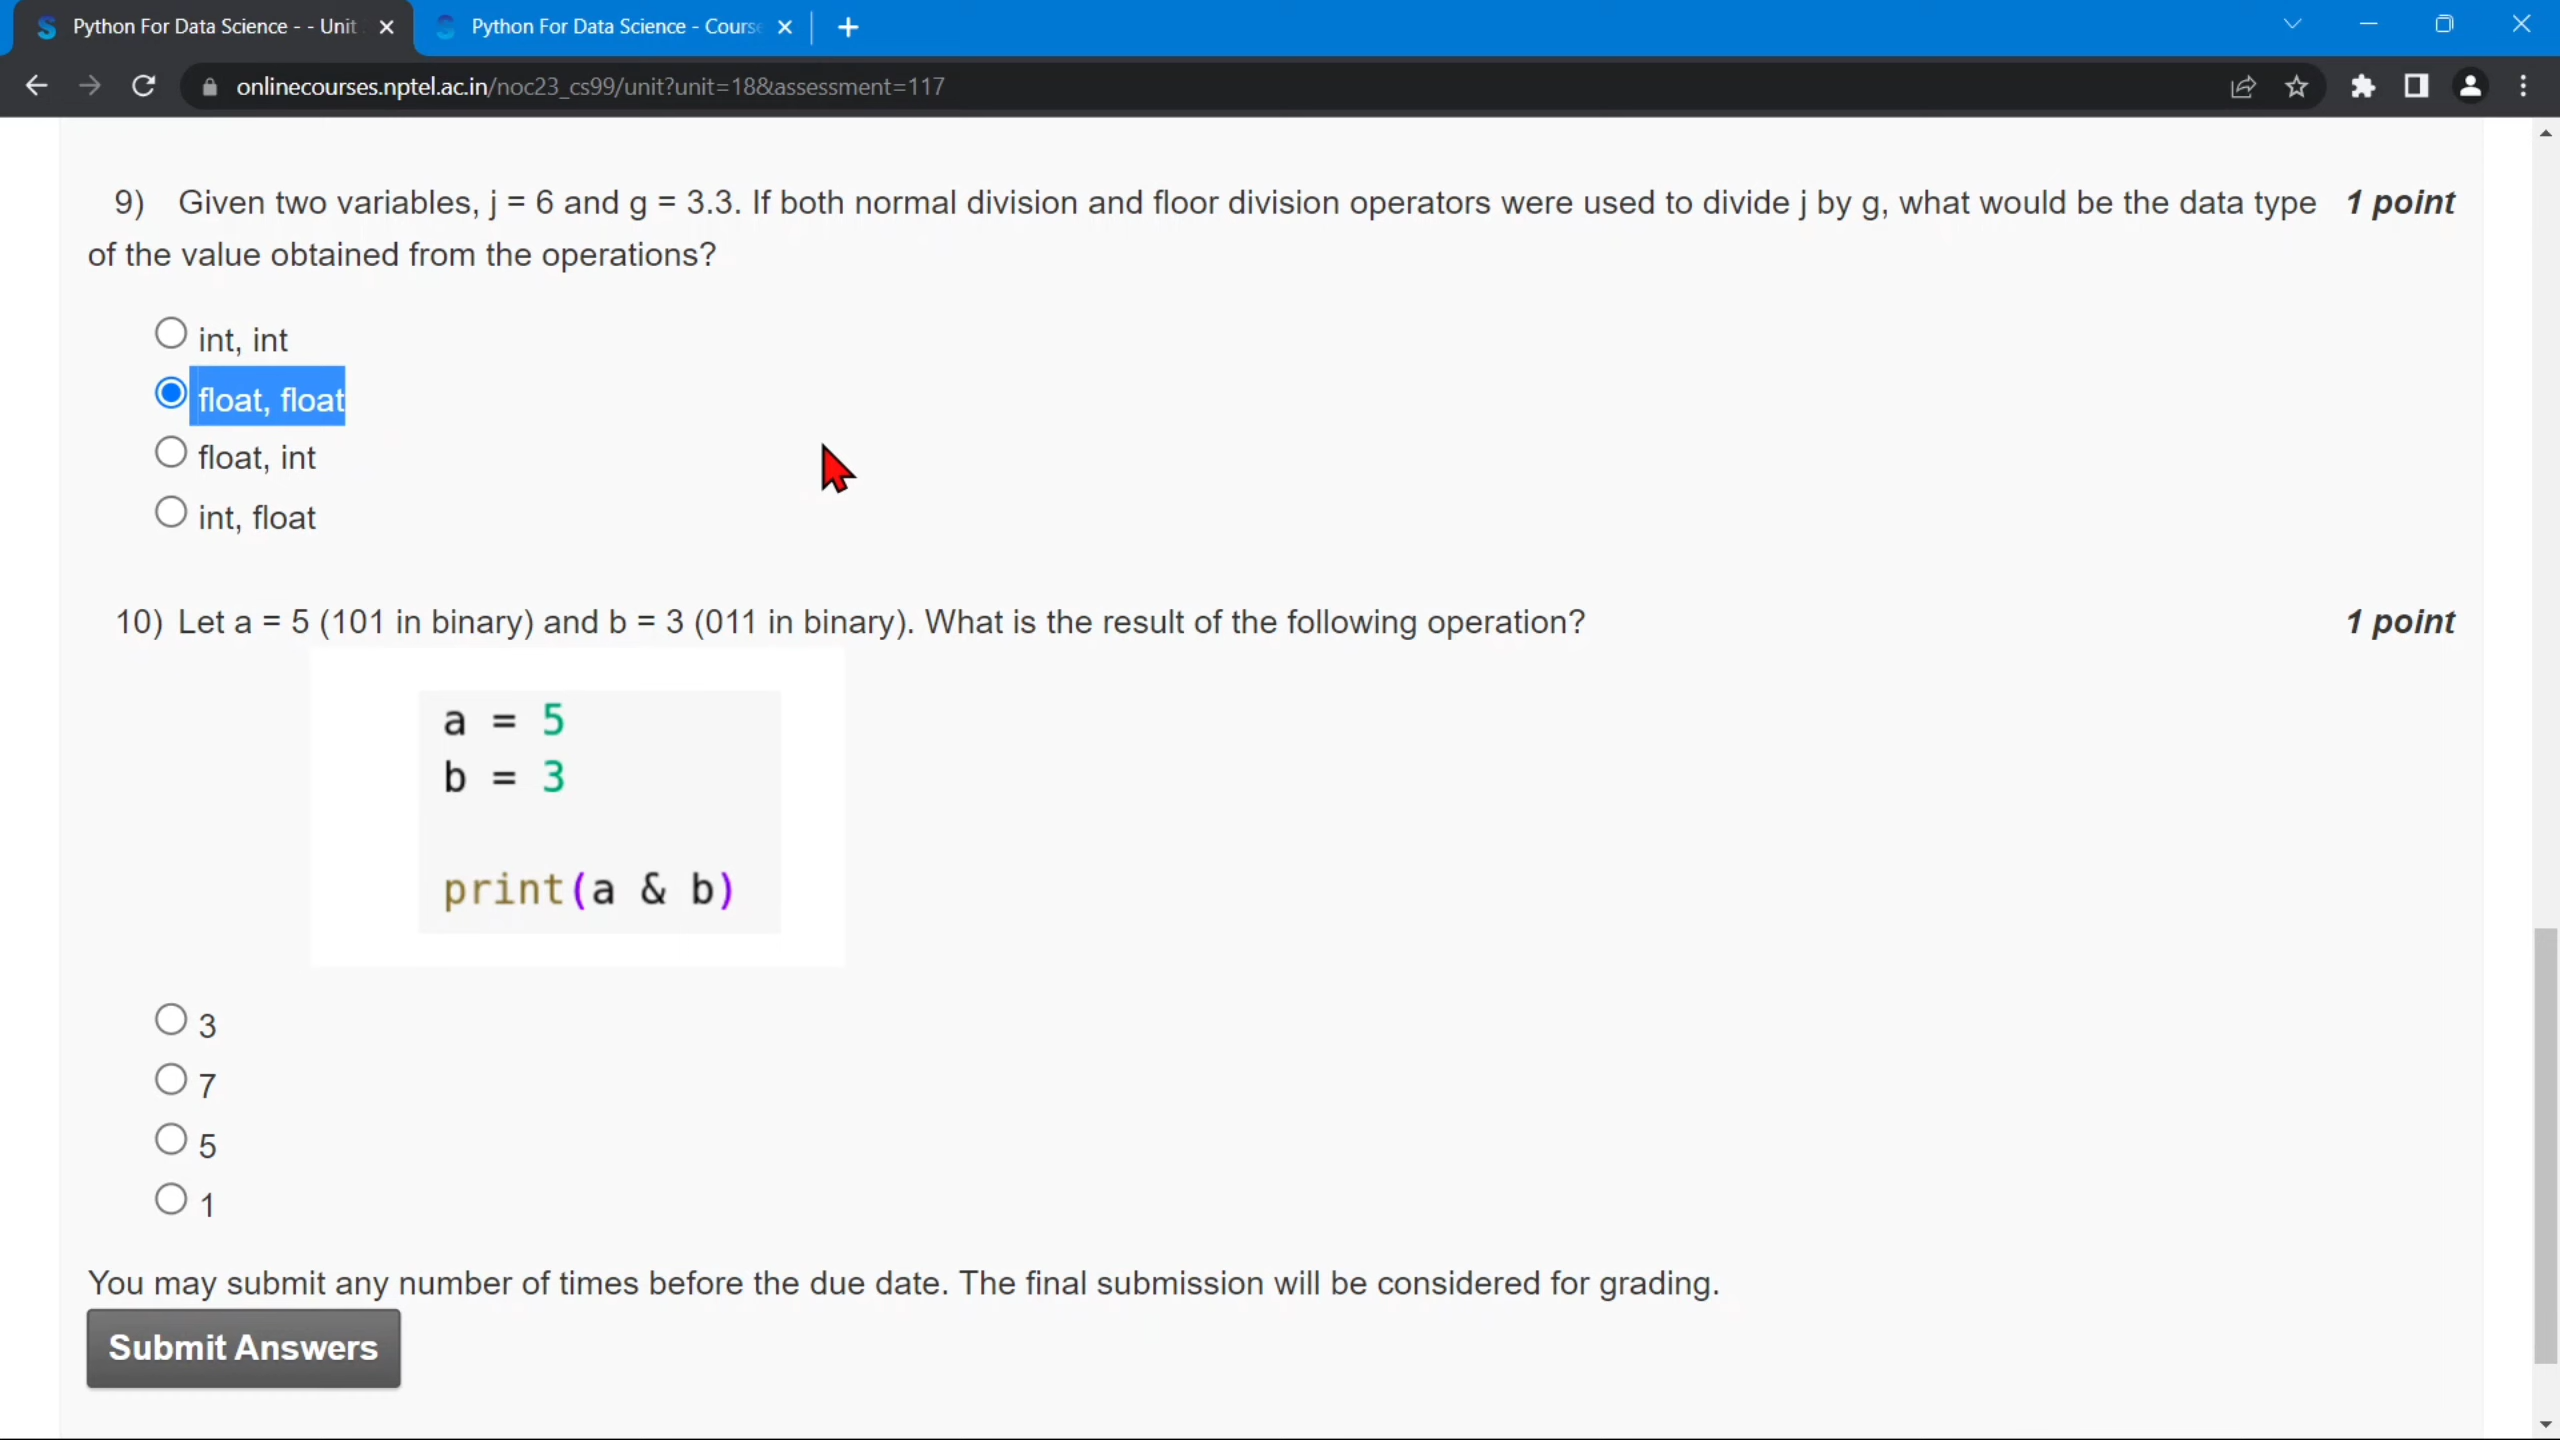 Python For Data Science - - Unit
Python For Data Science - Course
onlinecourses.nptel.ac.in/noc23_cs99/unit?unit=18&assessment=117
9) Given two variables, j = 6 and g = 3.3. If both normal division and floor division operators were used to divide j by g, what would be the data type 1 point
of the value obtained from the operations?
int, int
float, float
float, int
int, float
10) Let a = 5 (101 in binary) and b = 3 (011 in binary). What is the result of the following operation? 1 point
a = 5
b = 3
print(a & b)
3
7
5
1
You may submit any number of times before the due date. The final submission will be considered for grading.
Submit Answers